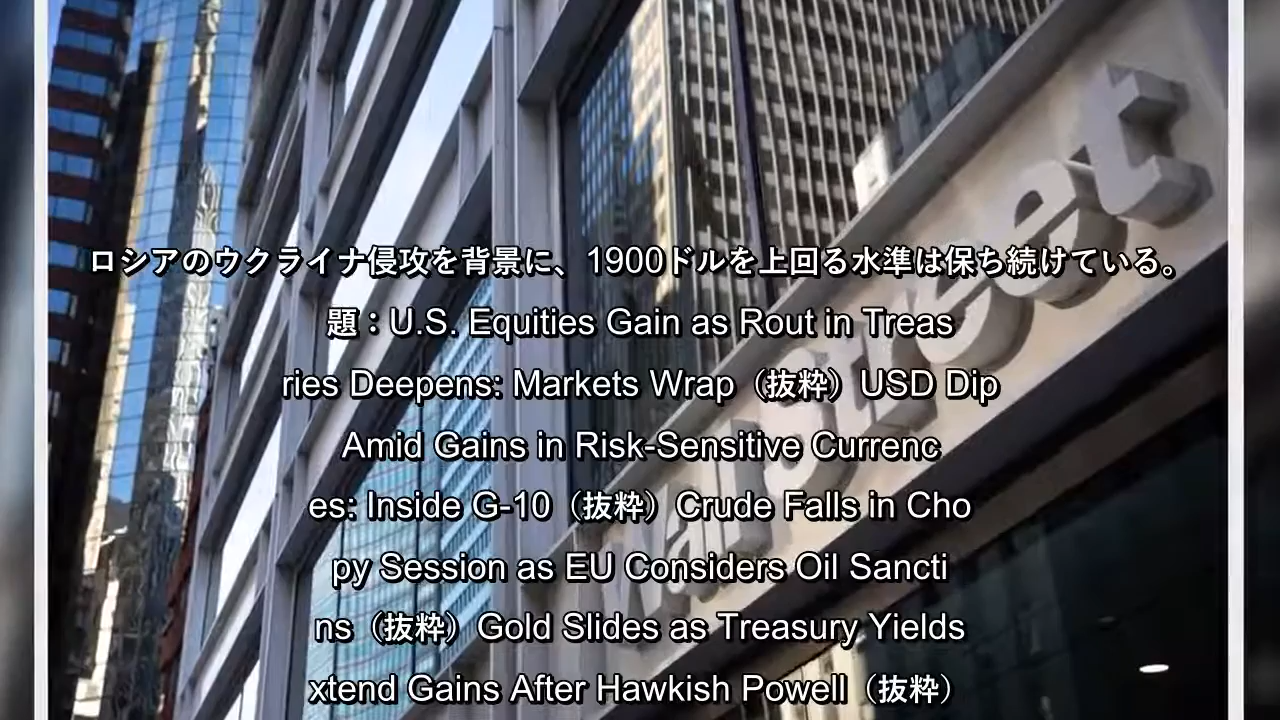 ロシアのウクライナ侵攻を背景に、1900ドルを上回る水準は保ち続けている。
題：U.S. Equities Gain as Rout in Treas
ries Deepens: Markets Wrap（抜粋）USD Dip
Amid Gains in Risk-Sensitive Currenc
es: Inside G-10（抜粋）Crude Falls in Cho
py Session as EU Considers Oil Sancti
ns（抜粋）Gold Slides as Treasury Yields
xtend Gains After Hawkish Powell（抜粋）
Wall Street